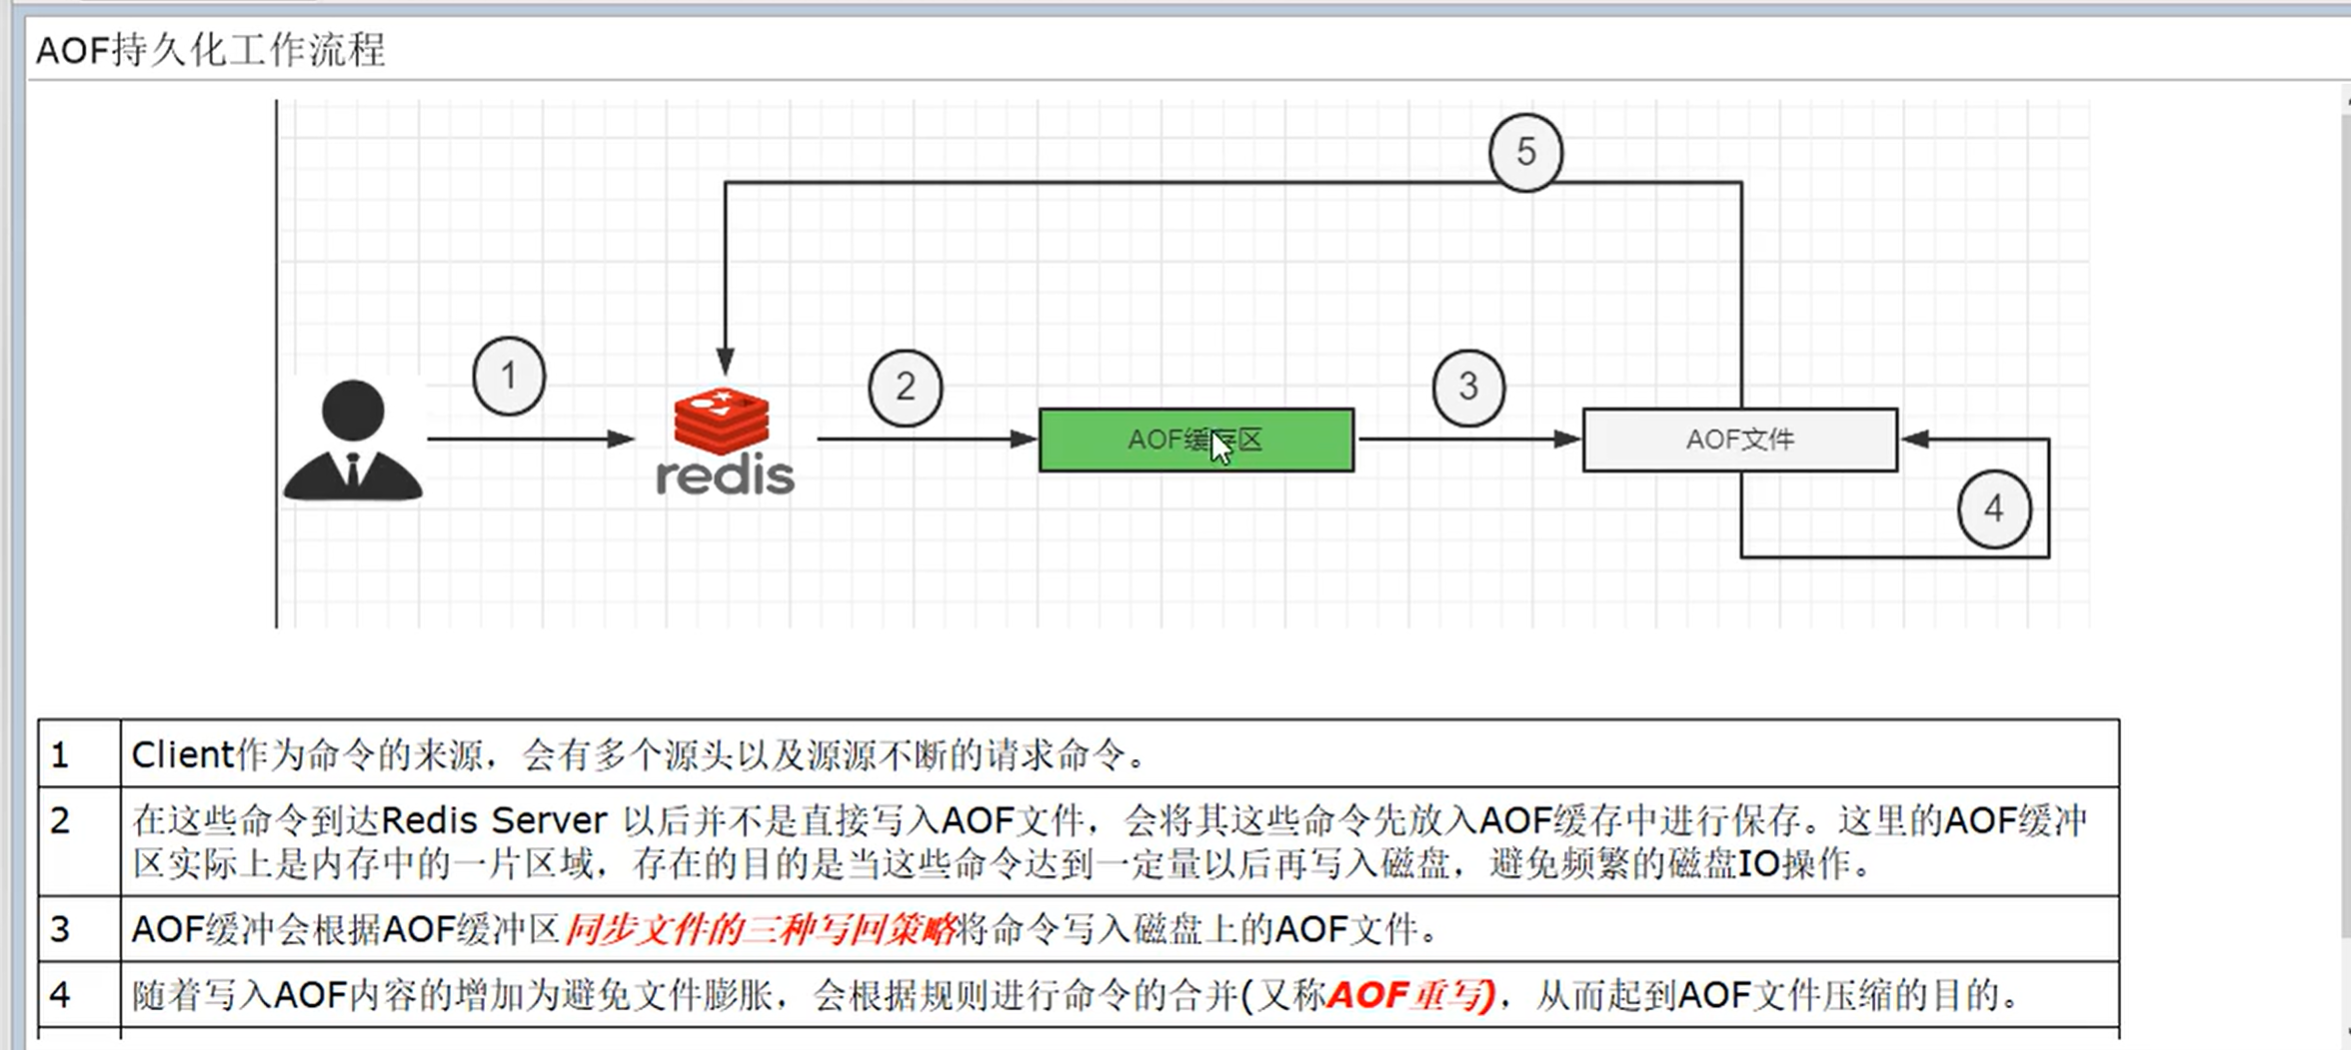 AOF持久化工作流程
5
1
2
3
redis
AOF缓存区
AOF文件
4
1 Client作为命令的来源，会有多个源头以及源源不断的请求命令。
2 在这些命令到达Redis Server 以后并不是直接写入AOF文件，会将其这些命令先放入AOF缓存中进行保存。这里的AOF缓冲
区实际上是内存中的一片区域，存在的目的是当这些命令达到一定量以后再写入磁盘，避免频繁的磁盘IO操作。
3 AOF缓冲会根据AOF缓冲区同步文件的三种写回策略将命令写入磁盘上的AOF文件。
4 随着写入AOF内容的增加为避免文件膨胀，会根据规则进行命令的合并(又称AOF重写)，从而起到AOF文件压缩的目的。